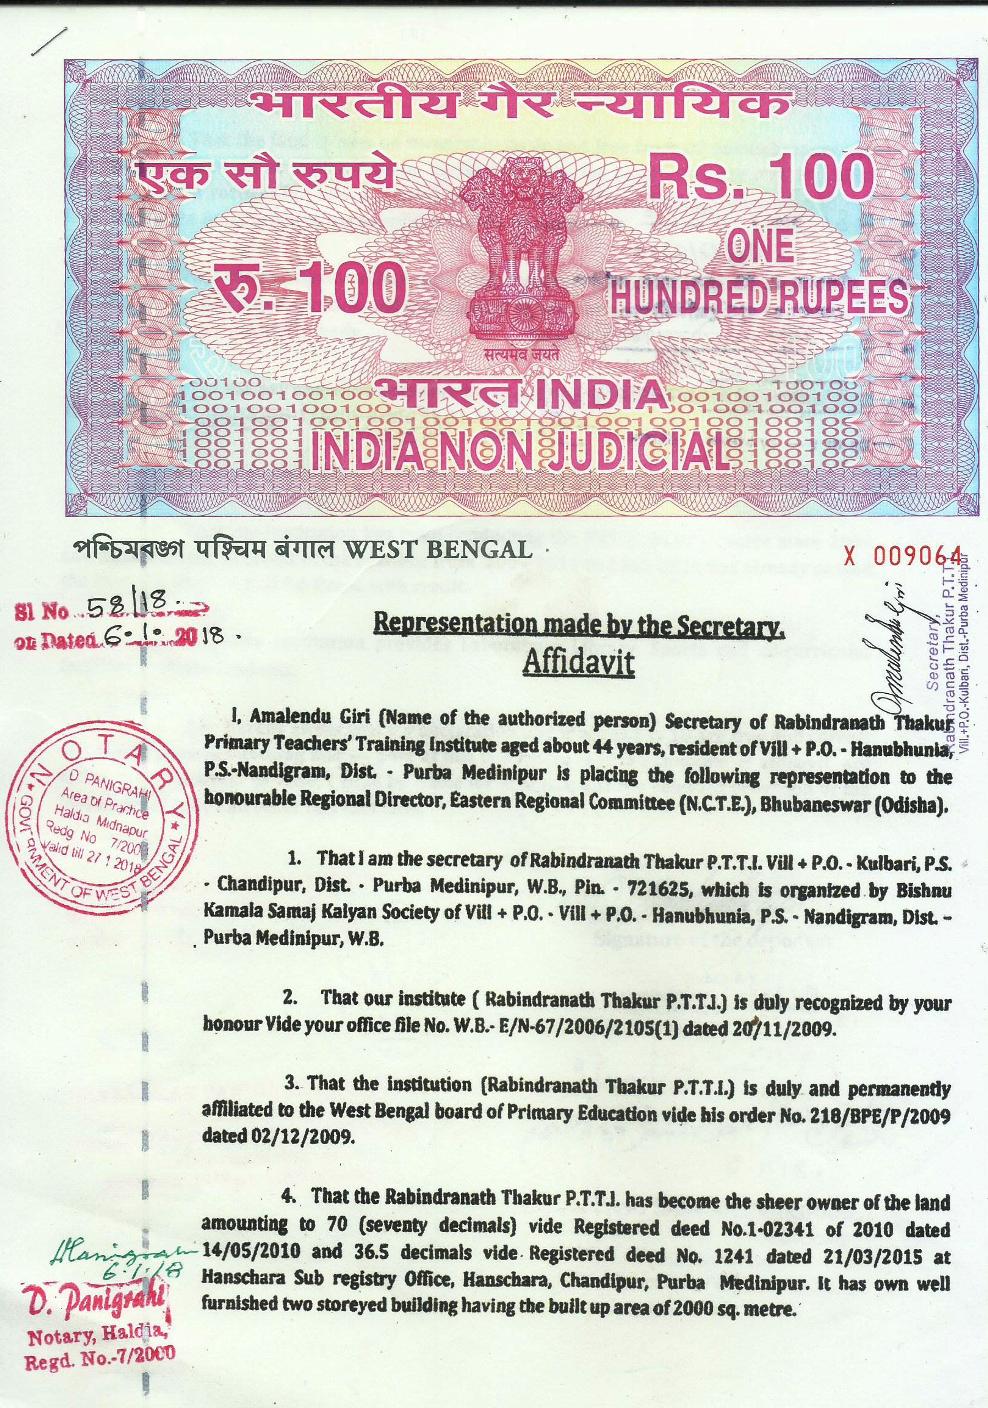 भारतीय गैर न्यायिक
एक सौ रुपये
Rs. 100
रु. 100
ONE
HUNDRED RUPEES
सत्यमेव जयते
भारत INDIA
INDIA NON JUDICIAL
পশ্চিমবঙ্গ पश्चिम बंगाल WEST BENGAL
X 009064
Sl No 58/18.
on Dated 6.1. 2018.
Representation made by the Secretary.
Affidavit
Amalendu Giri
Secretary,
Rabindranath Thakur P.T.T.I
Vill.+P.O.-Kulbari, Dist.-Purba Medinipur
I, Amalendu Giri (Name of the authorized person) Secretary of Rabindranath Thakur
Primary Teachers' Training Institute aged about 44 years, resident of Vill + P.O. - Hanubhunia,
P.S.-Nandigram, Dist. - Purba Medinipur is placing the following representation to the
honourable Regional Director, Eastern Regional Committee (N.C.T.E.), Bhubaneswar (Odisha).
NOTARY
GOVERNMENT OF WEST BENGAL
D PANIGRAHI
Area of Practice
Haldia Midnapur
Redg No 7/2000
Valid till 27 1 2018
1. That I am the secretary of Rabindranath Thakur P.T.T.I. Vill + P.O. - Kulbari, P.S.
- Chandipur, Dist. - Purba Medinipur, W.B., Pin. - 721625, which is organized by Bishnu
Kamala Samaj Kalyan Society of Vill + P.O. - Vill + P.O. - Hanubhunia, P.S. - Nandigram, Dist. –
Purba Medinipur, W.B.
2. That our institute ( Rabindranath Thakur P.T.T.I.) is duly recognized by your
honour Vide your office file No. W.B.- E/N-67/2006/2105(1) dated 20/11/2009.
3. That the institution (Rabindranath Thakur P.T.T.I.) is duly and permanently
affiliated to the West Bengal board of Primary Education vide his order No. 218/BPE/P/2009
dated 02/12/2009.
4. That the Rabindranath Thakur P.T.T.I. has become the sheer owner of the land
amounting to 70 (seventy decimals) vide Registered deed No.1-02341 of 2010 dated
14/05/2010 and 36.5 decimals vide Registered deed No. 1241 dated 21/03/2015 at
Hanschara Sub registry Office, Hanschara, Chandipur, Purba Medinipur. It has own well
furnished two storeyed building having the built up area of 2000 sq. metre.
6.1.18
D. Panigrahi
Notary, Haldia,
Regd. No.-7/2000